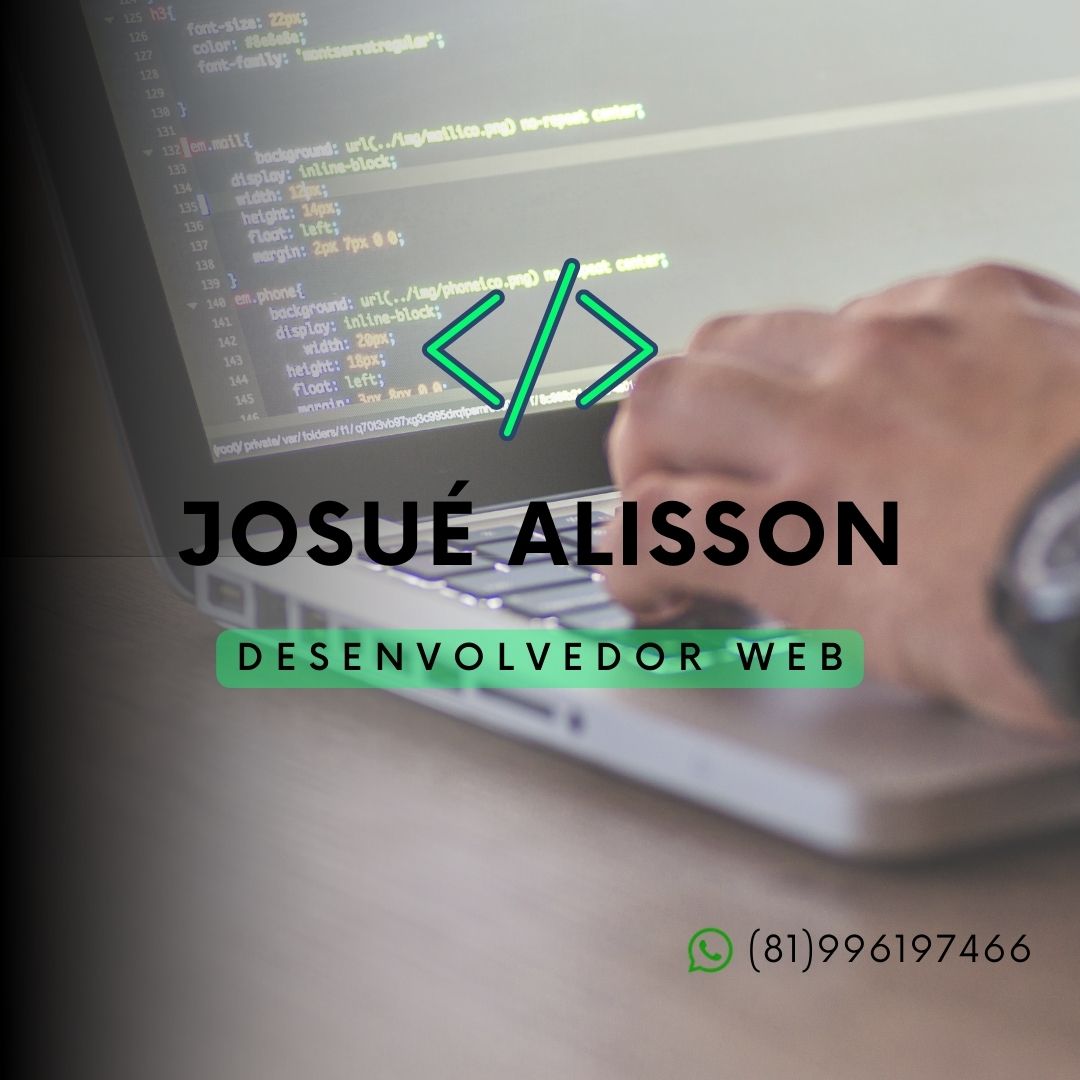 125 h3{
126 font-size: 22px;
127 color: #8e8e8e;
128 font-family: 'montserratregular';
129
130 }
131
132 em.mail{
133 background: url(../img/mailico.png) no-repeat center;
134 display: inline-block;
135 width: 12px;
136 height: 14px;
137 float: left;
138 margin: 2px 7px 0 0;
139 }
140 em.phone{
141 background: url(../img/phoneico.png) no-repeat center;
142 display: inline-block;
143 width: 20px;
144 height: 18px;
145 float: left;
146 margin: 3px 8px 0 0;
(root)/ private/ var/ folders/ f1/
</>
JOSUÉ ALISSON
DESENVOLVEDOR WEB
(81)996197466